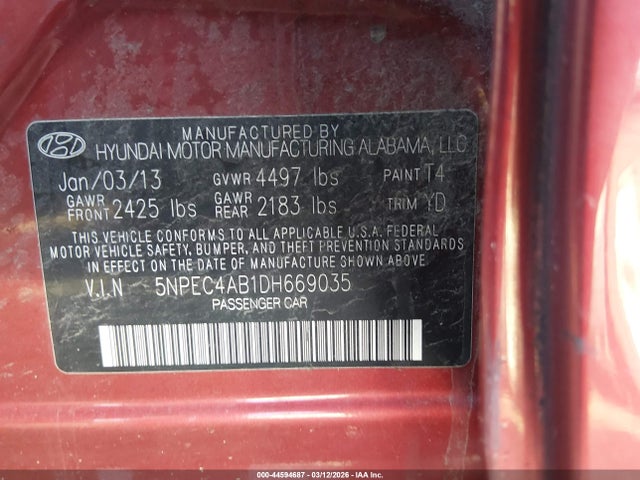 MANUFACTURED BY
HYUNDAI MOTOR MANUFACTURING ALABAMA, LLC
Jan/03/13 GVWR 4497 lbs PAINT T4
GAWR FRONT 2425 lbs GAWR REAR 2183 lbs TRIM YD
THIS VEHICLE CONFORMS TO ALL APPLICABLE U.S.A. FEDERAL
MOTOR VEHICLE SAFETY, BUMPER, AND THEFT PREVENTION STANDARDS
IN EFFECT ON THE DATE OF MANUFACTURE SHOWN ABOVE.
V.I.N 5NPEC4AB1DH669035
PASSENGER CAR
000-44594687 - 03/12/2026 - IAAI.COM